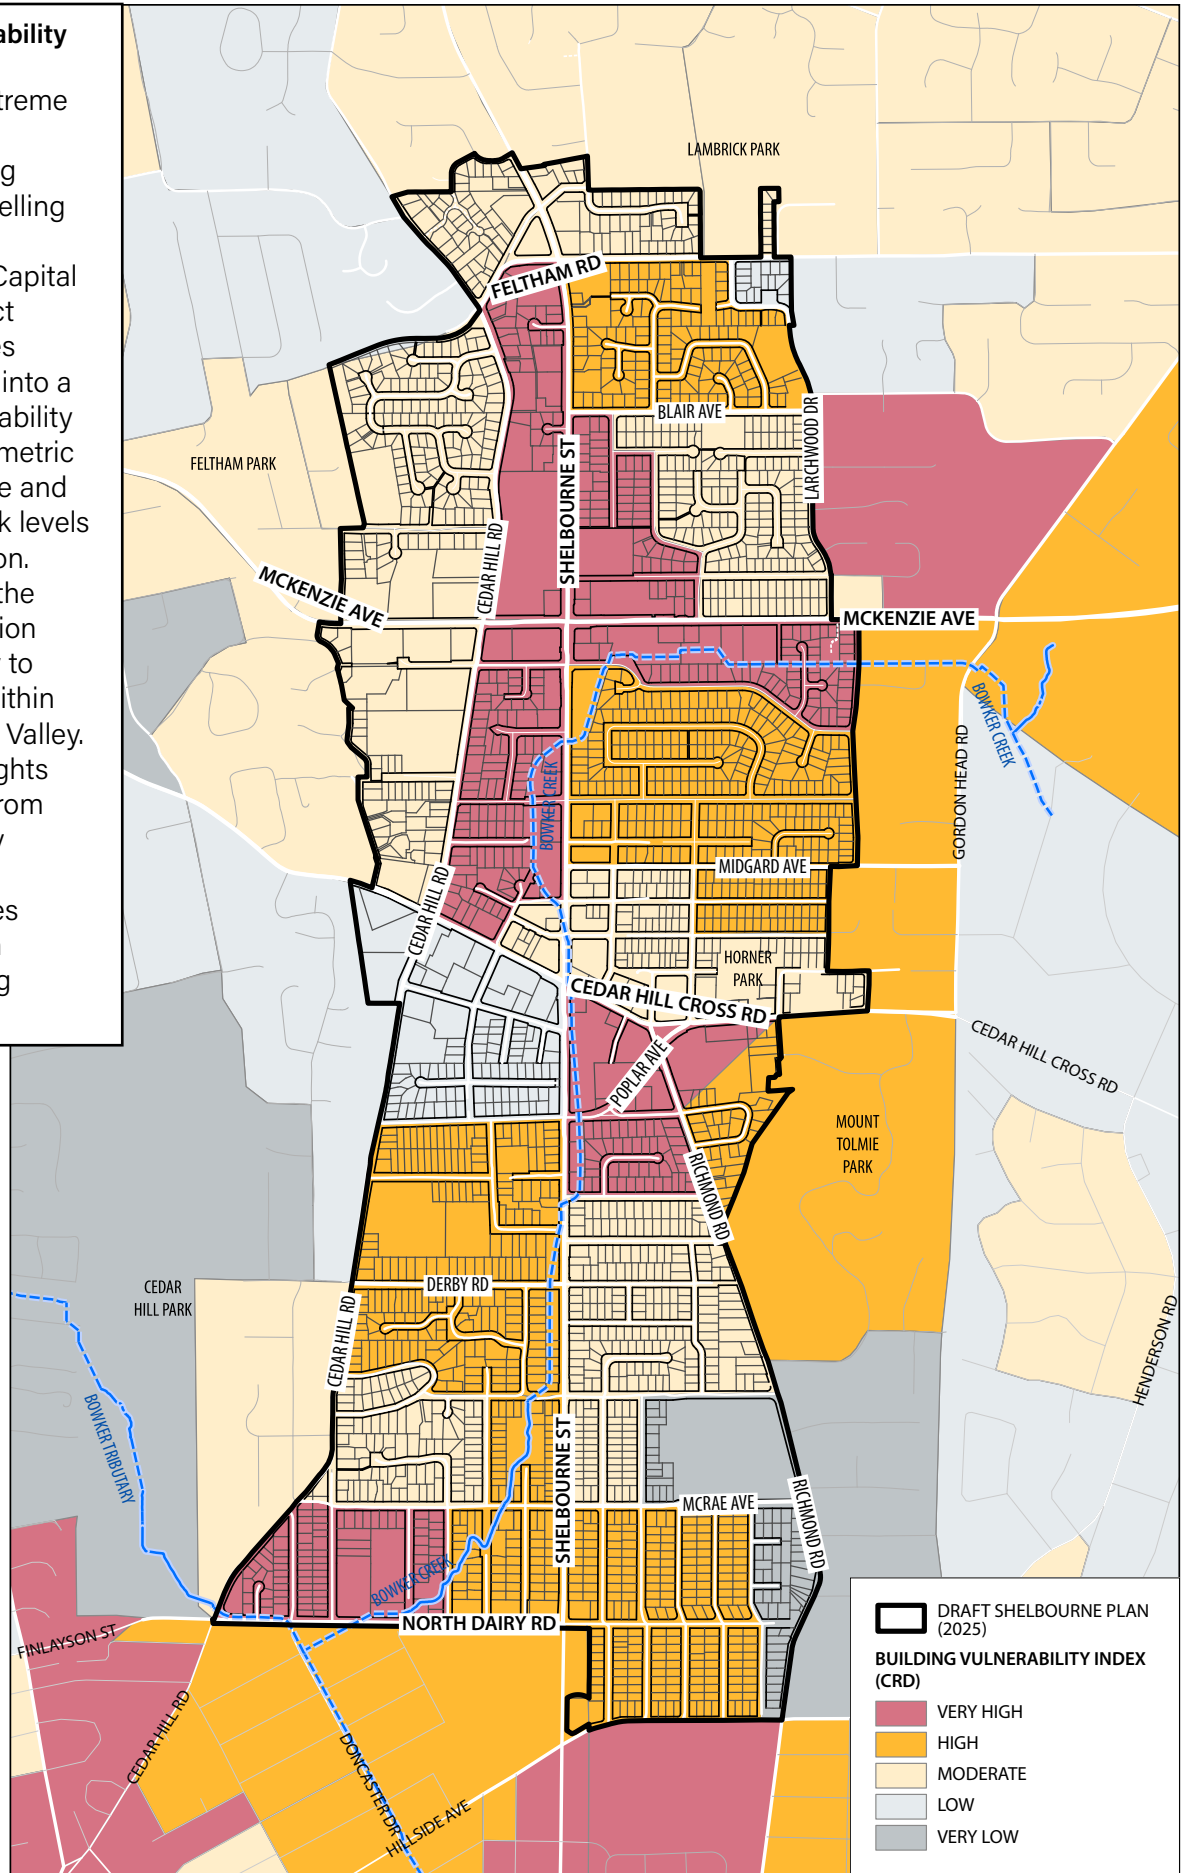 ability
treme
g
elling
Capital
ct
es
into a
ability
metric
e and
k levels
on.
the
ion
r to
ithin
Valley.
ghts
from
y
es
g
LAMBRICK PARK
FELTHAM RD
BLAIR AVE
LARCHWOOD DR
FELTHAM PARK
SHELBOURNE ST
CEDAR HILL RD
MCKENZIE AVE
MCKENZIE AVE
BOWKER CREEK
GORDON HEAD RD
BOWKER CREEK
MIDGARD AVE
CEDAR HILL RD
HORNER
PARK
CEDAR HILL CROSS RD
CEDAR HILL CROSS RD
POPLAR AVE
MOUNT
TOLMIE
PARK
RICHMOND RD
CEDAR
HILL PARK
DERBY RD
CEDAR HILL RD
HENDERSON RD
BOWKER TRIBUTARY
SHELBOURNE ST
MCRAE AVE
RICHMOND RD
BOWKER CREEK
NORTH DAIRY RD
FINLAYSON ST
CEDAR HILL RD
DONCASTER DR
HILLSIDE AVE
DRAFT SHELBOURNE PLAN
(2025)
BUILDING VULNERABILITY INDEX
(CRD)
VERY HIGH
HIGH
MODERATE
LOW
VERY LOW